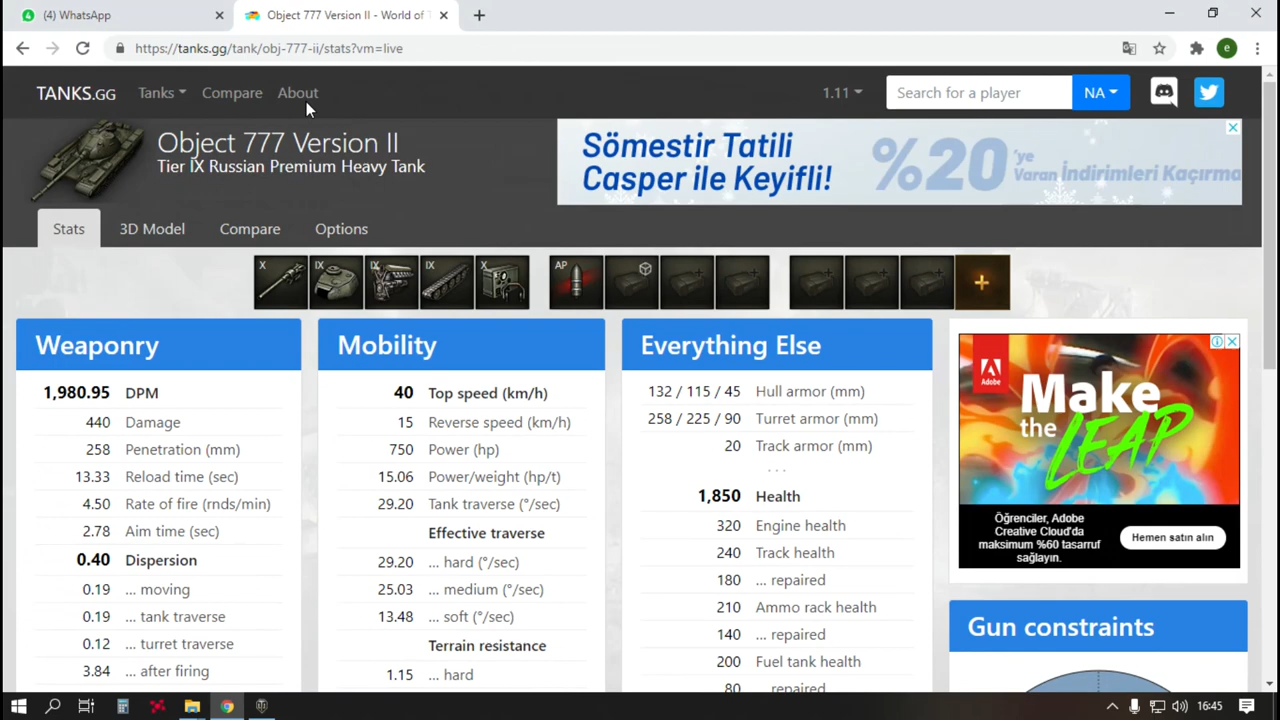 (4) WhatsApp
Object 777 Version II - World of T
https://tanks.gg/tank/obj-777-ii/stats?vm=live
e
TANKS.GG Tanks Compare About 1.11 Search for a player NA
Object 777 Version II
Tier IX Russian Premium Heavy Tank
Sömestir Tatili
Casper ile Keyifli!
%20 'ye
Varan İndirimleri Kaçırma
Stats 3D Model Compare Options
X IX IX IX X AP
Weaponry
1,980.95 DPM
440 Damage
258 Penetration (mm)
13.33 Reload time (sec)
4.50 Rate of fire (rnds/min)
2.78 Aim time (sec)
0.40 Dispersion
0.19 ... moving
0.19 ... tank traverse
0.12 ... turret traverse
3.84 ... after firing
Mobility
40 Top speed (km/h)
15 Reverse speed (km/h)
750 Power (hp)
15.06 Power/weight (hp/t)
29.20 Tank traverse (°/sec)
Effective traverse
29.20 ... hard (°/sec)
25.03 ... medium (°/sec)
13.48 ... soft (°/sec)
Terrain resistance
1.15 ... hard
Everything Else
132 / 115 / 45 Hull armor (mm)
258 / 225 / 90 Turret armor (mm)
20 Track armor (mm)
...
1,850 Health
320 Engine health
240 Track health
180 ... repaired
210 Ammo rack health
140 ... repaired
200 Fuel tank health
80 ... repaired
Adobe
Make
the LEAP
Öğrenciler, Adobe
Creative Cloud'da
maksimum %60 tasarruf
sağlayın.
Hemen satın alın
Gun constraints
16:45